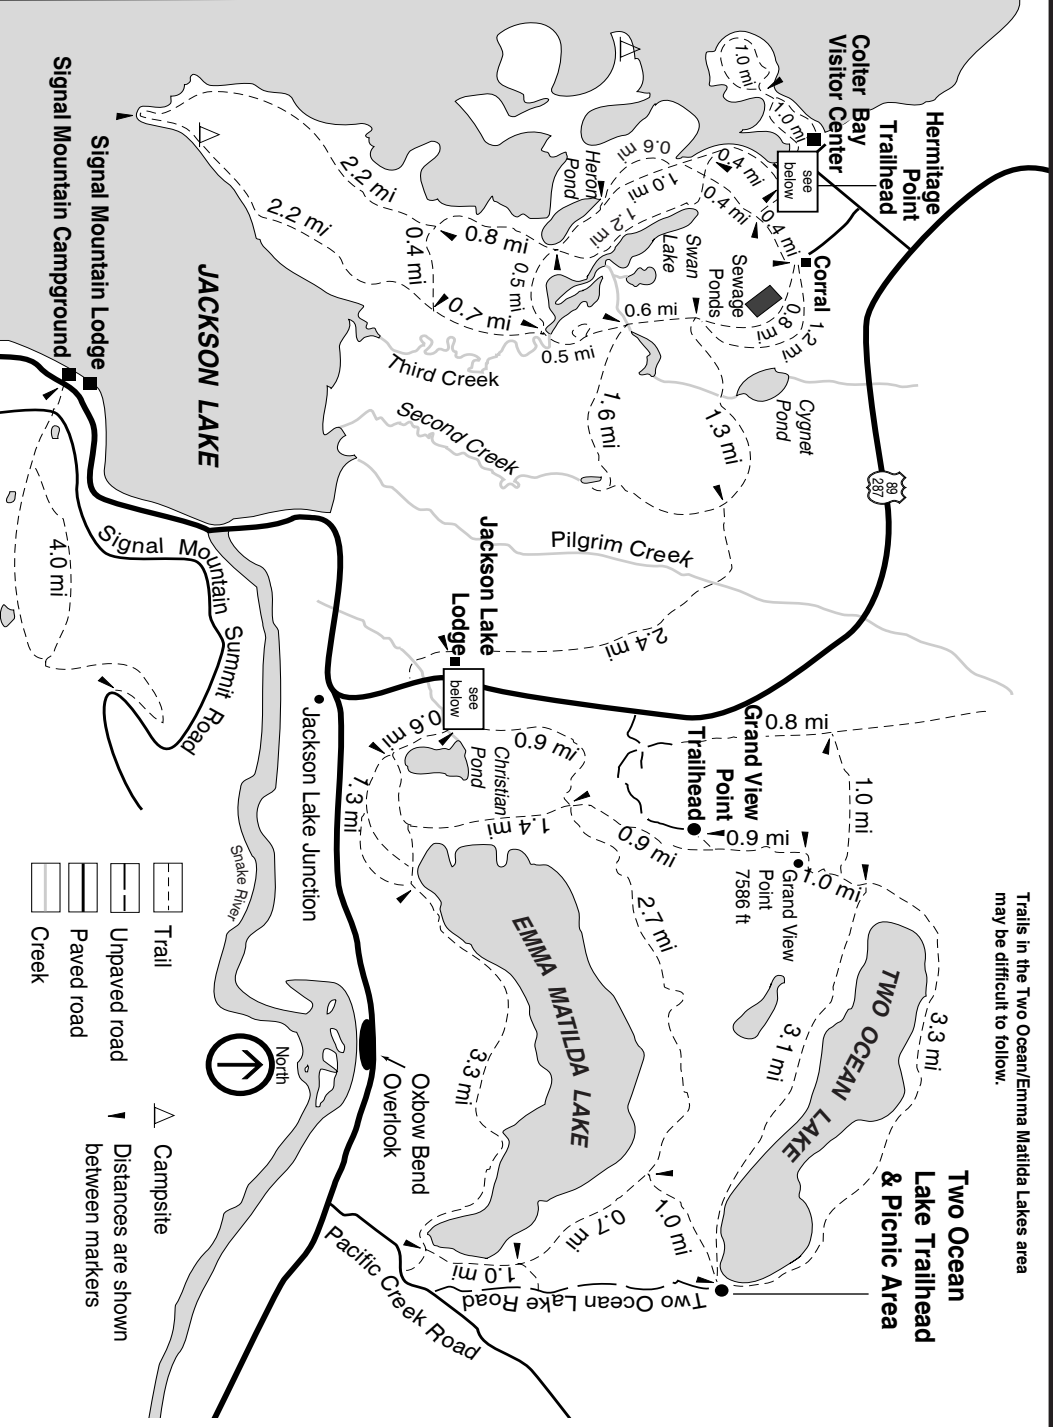 Trails in the Two Ocean/Emma Matilda Lakes area
may be difficult to follow.
Colter Bay
Visitor Center
Hermitage
Point
Trailhead
see
below
Corral
1.0 mi
1.0 mi
0.4 mi
0.4 mi
0.4 mi
0.6 mi
1.0 mi
1.2 mi
Heron
Pond
Swan
Lake
Sewage
Ponds
0.8 mi
1.2 mi
0.6 mi
0.5 mi
0.5 mi
0.8 mi
0.4 mi
0.7 mi
2.2 mi
2.2 mi
Third Creek
Second Creek
Cygnet
Pond
1.3 mi
1.6 mi
89
287
Pilgrim Creek
2.4 mi
JACKSON LAKE
Signal Mountain Lodge
Signal Mountain Campground
Signal Mountain Summit Road
4.0 mi
Jackson Lake
Lodge
see
below
Jackson Lake Junction
Snake River
Christian
Pond
0.6 mi
0.9 mi
1.3 mi
1.4 mi
Grand View
Point
Trailhead
0.8 mi
1.0 mi
0.9 mi
0.9 mi
1.0 mi
Grand View
Point
7586 ft
2.7 mi
EMMA MATILDA LAKE
3.3 mi
TWO OCEAN LAKE
3.3 mi
3.1 mi
Two Ocean
Lake Trailhead
& Picnic Area
1.0 mi
0.7 mi
1.0 mi
Two Ocean Lake Road
Pacific Creek Road
Oxbow Bend
Overlook
North
Trail
Unpaved road
Paved road
Creek
Campsite
Distances are shown
between markers